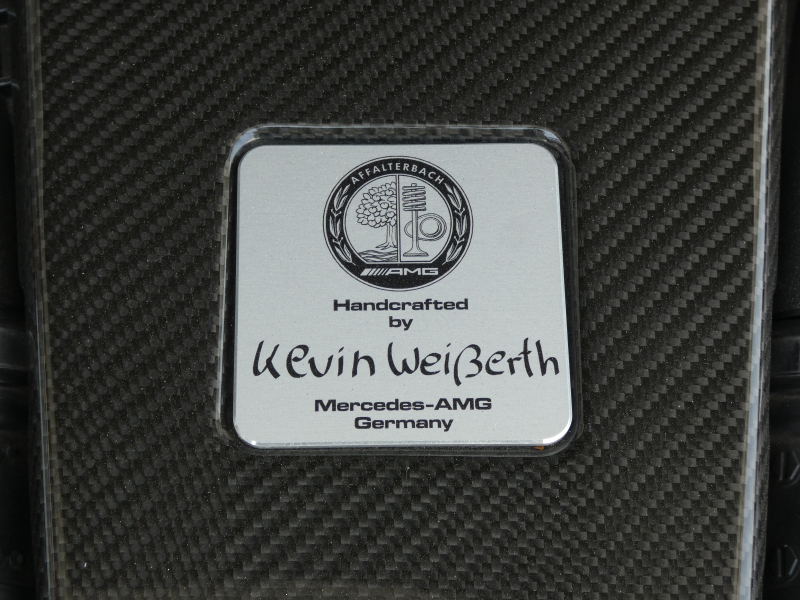 AFFALTERBACH
AMG
Handcrafted
by
Kevin Weißerth
Mercedes-AMG
Germany